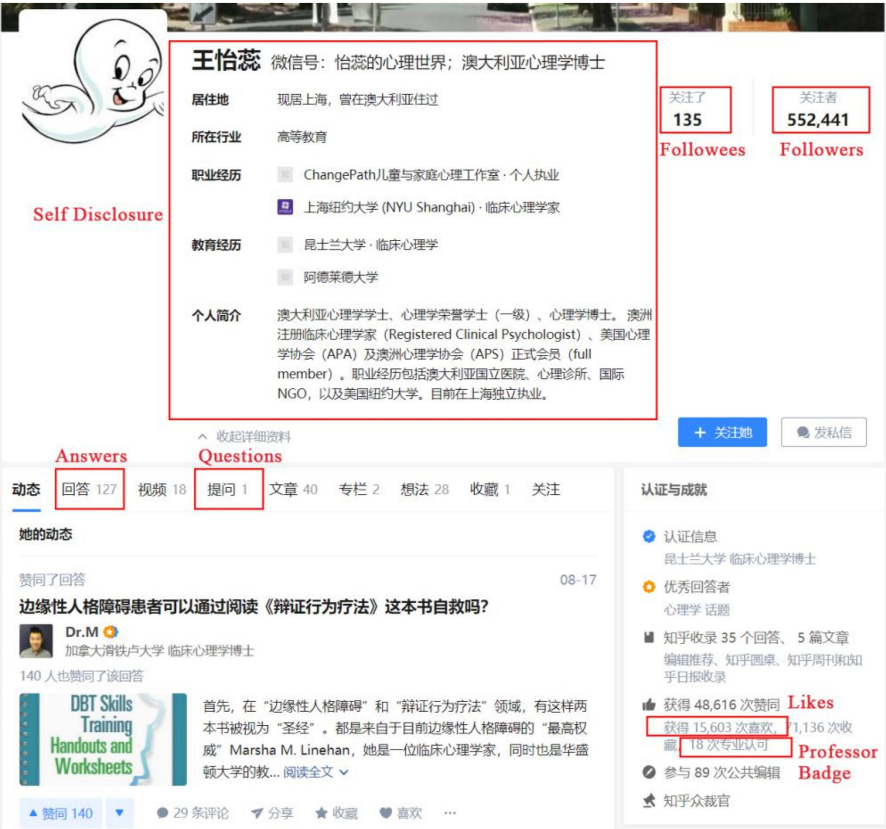 王怡蕊 微信号：怡蕊的心理世界；澳大利亚心理学博士
居住地 现居上海，曾在澳大利亚住过
所在行业 高等教育
职业经历 ChangePath儿童与家庭心理工作室 · 个人执业
上海纽约大学 (NYU Shanghai) · 临床心理学家
教育经历 昆士兰大学 · 临床心理学
阿德莱德大学
个人简介 澳大利亚心理学学士、心理学荣誉学士（一级）、心理学博士。 澳洲
注册临床心理学家（Registered Clinical Psychologist）、美国心理
学协会（APA）及澳洲心理学协会（APS）正式会员（full
member）。职业经历包括澳大利亚国立医院、心理诊所、国际
NGO，以及美国纽约大学。目前在上海独立执业。
Self Disclosure
关注了
135
Followees
关注者
552,441
Followers
收起详细资料
+ 关注她
发私信
Answers
Questions
动态 回答 127 视频 18 提问 1 文章 40 专栏 2 想法 28 收藏 1 关注
她的动态
赞同了回答 08-17
边缘性人格障碍患者可以通过阅读《辩证行为疗法》这本书自救吗？
Dr.M
加拿大滑铁卢大学 临床心理学博士
140 人也赞同了该回答
DBT Skills
Training
Handouts and
Worksheets
首先，在“边缘性人格障碍”和“辩证行为疗法”领域，有这样两
本书被视为“圣经”。都是来自于目前边缘性人格障碍的“最高权
威”Marsha M. Linehan，她是一位临床心理学家，同时也是华盛
顿大学的教... 阅读全文
赞同 140 29 条评论 分享 收藏 喜欢 ···
认证与成就
认证信息
昆士兰大学 临床心理学博士
优秀回答者
心理学 话题
知乎收录 35 个回答、 5 篇文章
编辑推荐、知乎圆桌、知乎周刊和知
乎日报收录
获得 48,616 次赞同 Likes
获得 15,603 次喜欢，71,136 次收
藏，18 次专业认可
Professor
Badge
参与 89 次公共编辑
知乎众裁官